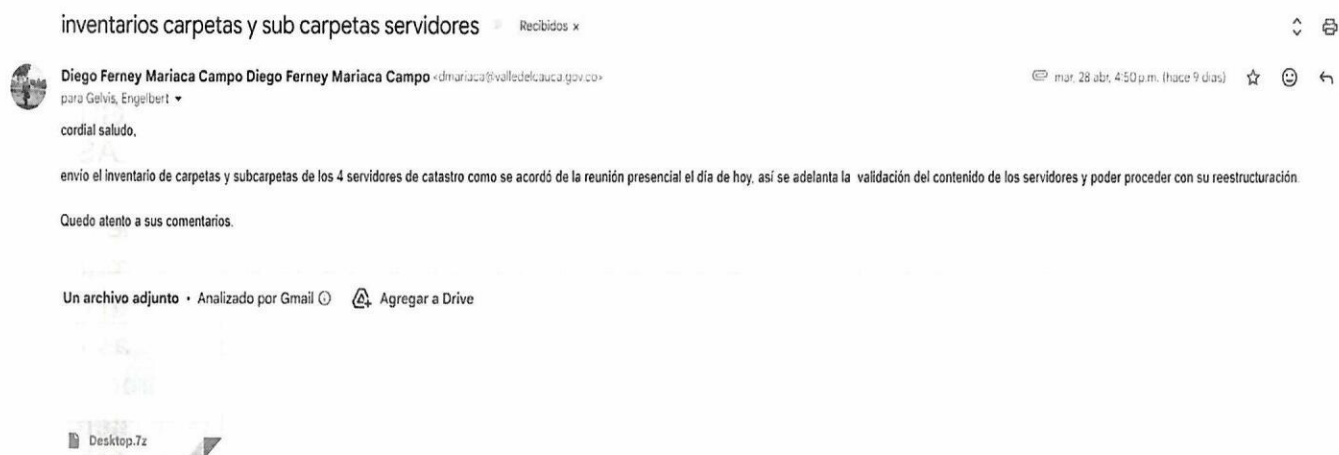 inventarios carpetas y sub carpetas servidores Recibidos x
Diego Ferney Mariaca Campo Diego Ferney Mariaca Campo <dmariaca@valledelcauca.gov.co> mar, 28 abr, 4:50 p.m. (hace 9 días)
para Gelvis, Engelbert
cordial saludo,
envio el inventario de carpetas y subcarpetas de los 4 servidores de catastro como se acordó de la reunión presencial el día de hoy, así se adelanta la validación del contenido de los servidores y poder proceder con su reestructuración.
Quedo atento a sus comentarios.
Un archivo adjunto • Analizado por Gmail Agregar a Drive
Desktop.7z